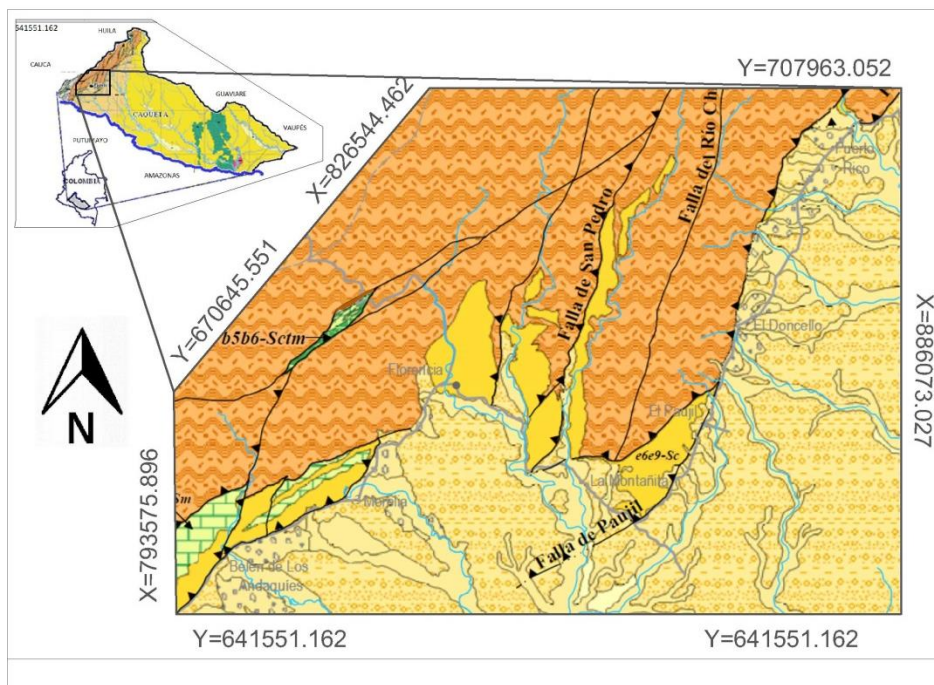 641551.162
HUILA
CAUCA
GUAVIARE
CAQUETA
VAUPÉS
PUTUMAYO
AMAZONAS
COLOMBIA
Y=707963.052
X=826544.462
Y=670645.551
X=793575.896
X=886073.027
Puerto
Rico
Falla del Río Ch
Falla de San Pedro
b5b6-Sctm
El Doncello
Florencia
El Paujil
e6e9-Sc
La Montañita
Sm
Morelia
Falla de Paujil
Belén de Los
Andaquíes
N
Y=641551.162
Y=641551.162